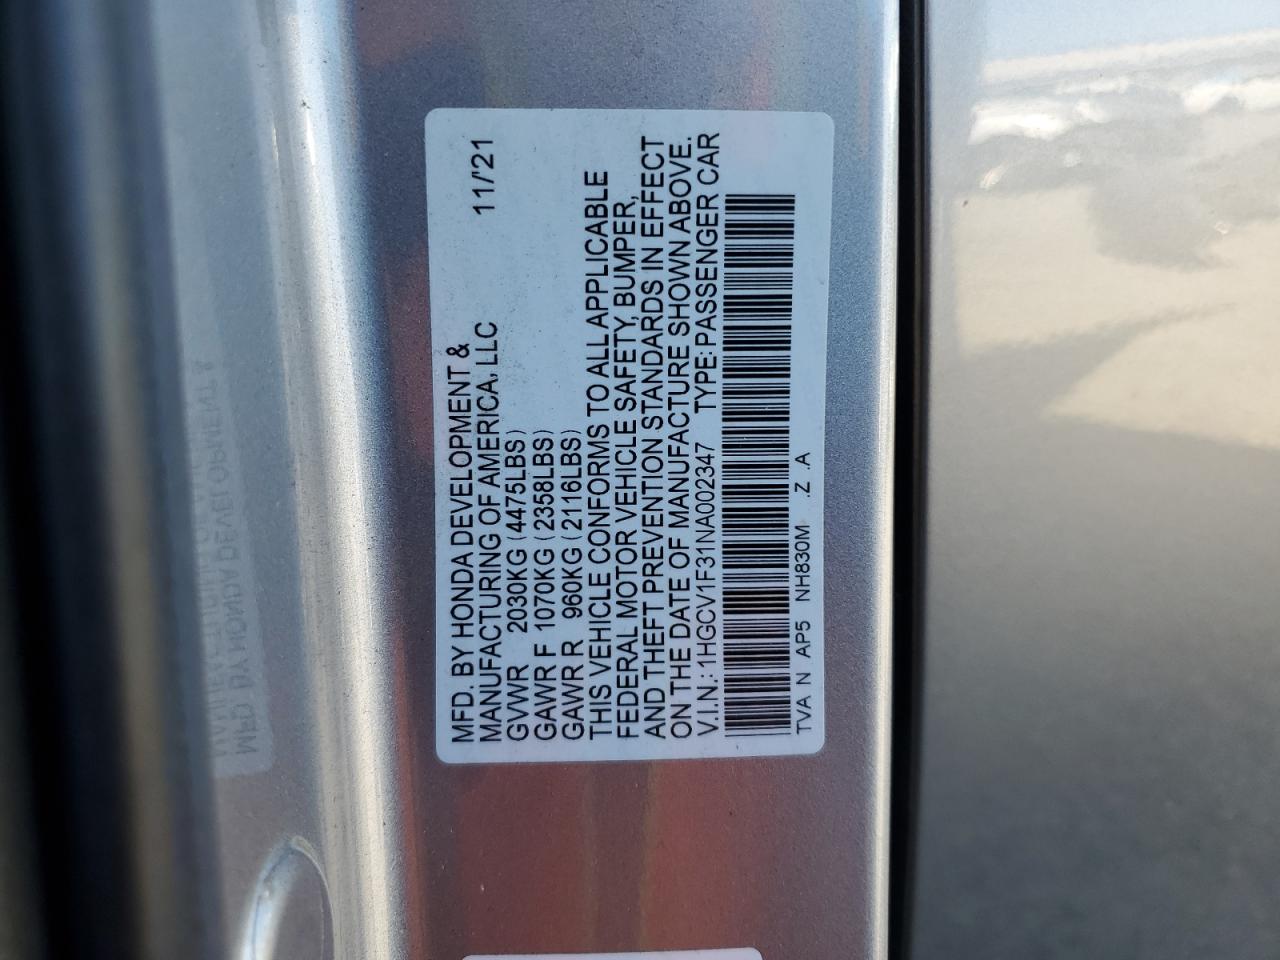 MFD. BY HONDA DEVELOPMENT &
MANUFACTURING OF AMERICA, LLC 11/'21
GVWR 2030KG (4475LBS)
GAWR F 1070KG (2358LBS)
GAWR R 960KG (2116LBS)
THIS VEHICLE CONFORMS TO ALL APPLICABLE
FEDERAL MOTOR VEHICLE SAFETY, BUMPER,
AND THEFT PREVENTION STANDARDS IN EFFECT
ON THE DATE OF MANUFACTURE SHOWN ABOVE.
V.I.N.: 1HGCV1F31NA002347 TYPE: PASSENGER CAR
TVA N AP5 NH830M .Z .A